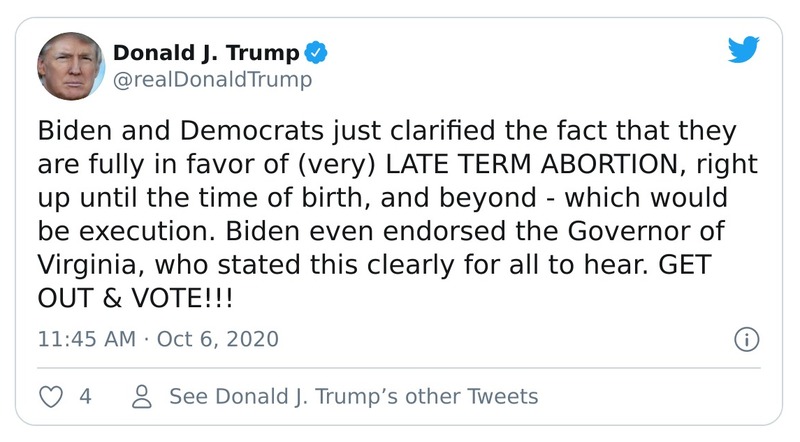 Donald J. Trump
@realDonaldTrump
Biden and Democrats just clarified the fact that they
are fully in favor of (very) LATE TERM ABORTION, right
up until the time of birth, and beyond - which would
be execution. Biden even endorsed the Governor of
Virginia, who stated this clearly for all to hear. GET
OUT & VOTE!!!
11:45 AM · Oct 6, 2020
4 See Donald J. Trump’s other Tweets